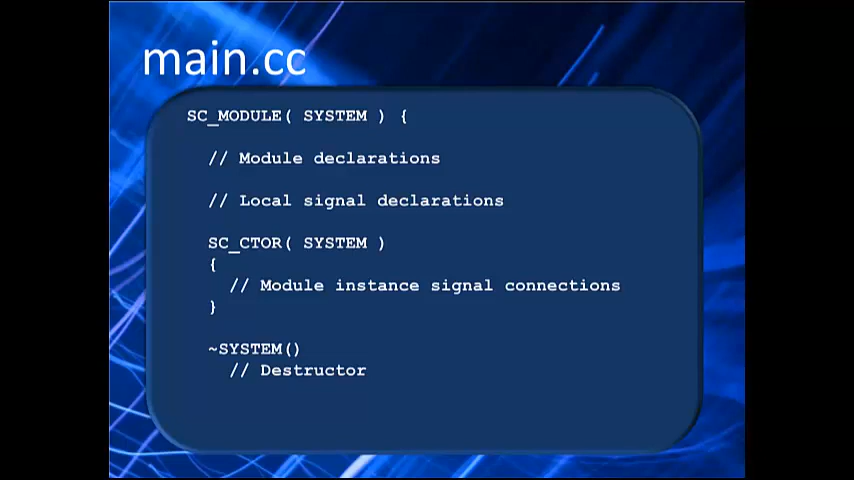 main.cc
SC_MODULE( SYSTEM ) {
// Module declarations
// Local signal declarations
SC_CTOR( SYSTEM )
{
// Module instance signal connections
}
~SYSTEM()
// Destructor